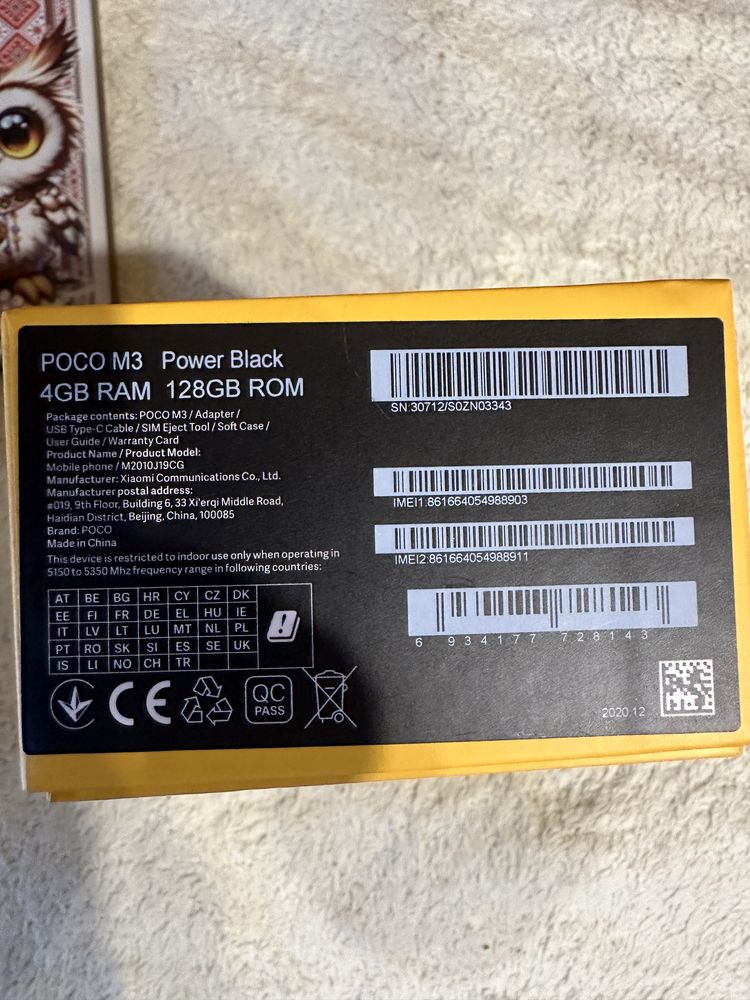 POCO M3 Power Black
4GB RAM 128GB ROM
Package contents: POCO M3 / Adapter /
USB Type-C Cable / SIM Eject Tool / Soft Case /
User Guide / Warranty Card
Product Name / Product Model:
Mobile phone / M2010J19CG
Manufacturer: Xiaomi Communications Co., Ltd.
Manufacturer postal address:
#019, 9th Floor, Building 6, 33 Xi'erqi Middle Road,
Haidian District, Beijing, China, 100085
Brand: POCO
Made in China
This device is restricted to indoor use only when operating in
5150 to 5350 Mhz frequency range in following countries:
AT BE BG HR CY CZ DK
EE FI FR DE EL HU IE
IT LV LT LU MT NL PL
PT RO SK SI ES SE UK
IS LI NO CH TR
CE
QC
PASS
SN:30712/S0ZN03343
IMEI1:861664054988903
IMEI2:861664054988911
6 934177 728143
2020.12